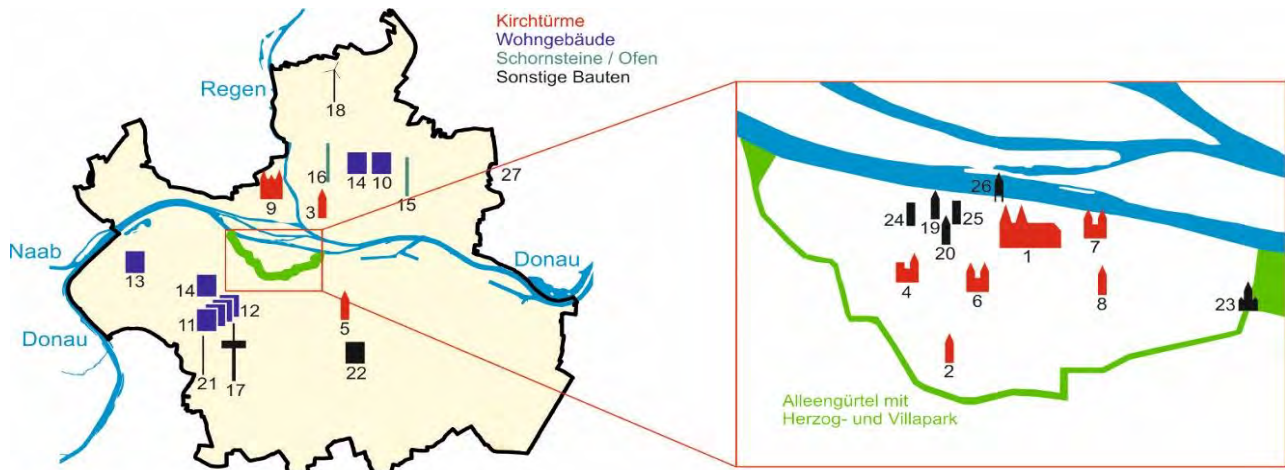 Kirchtürme
Wohngebäude
Schornsteine / Ofen
Sonstige Bauten
Regen
18
16
14
10
15
27
9
3
Naab
13
Donau
14
12
11
5
Donau
21
17
22
26
24
19
25
20
1
7
4
6
8
23
2
Alleengürtel mit
Herzog- und Villapark